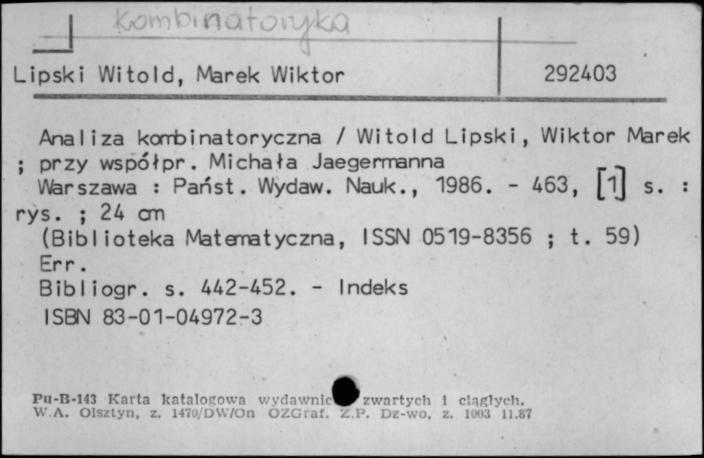 kombinatoryka
Lipski Witold, Marek Wiktor 292403
Analiza kombinatoryczna / Witold Lipski, Wiktor Marek
; przy współpr. Michała Jaegermanna
Warszawa : Państ. Wydaw. Nauk., 1986. - 463, [1] s. :
rys. ; 24 cm
(Biblioteka Matematyczna, ISSN 0519-8356 ; t. 59)
Err.
Bibliogr. s. 442-452. - Indeks
ISBN 83-01-04972-3
Pu-B-143 Karta katalogowa wydawnic zwartych i ciągłych.
W.A. Olsztyn, z. 1470/DW/On OZGraf. Z.P. Dz-wo, z. 1003 11.87